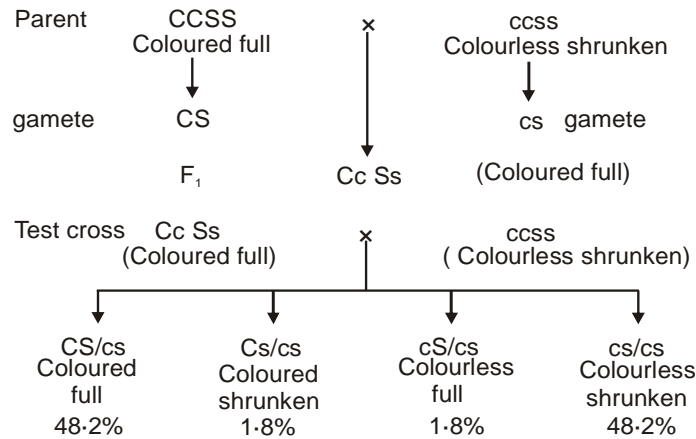 Parent CCSS × ccss
Coloured full Colourless shrunken
gamete CS cs gamete
F₁ Cc Ss (Coloured full)
Test cross Cc Ss × ccss
(Coloured full) ( Colourless shrunken)
CS/cs Cs/cs cS/cs cs/cs
Coloured Coloured Colourless Colourless
full shrunken full shrunken
48·2% 1·8% 1·8% 48·2%